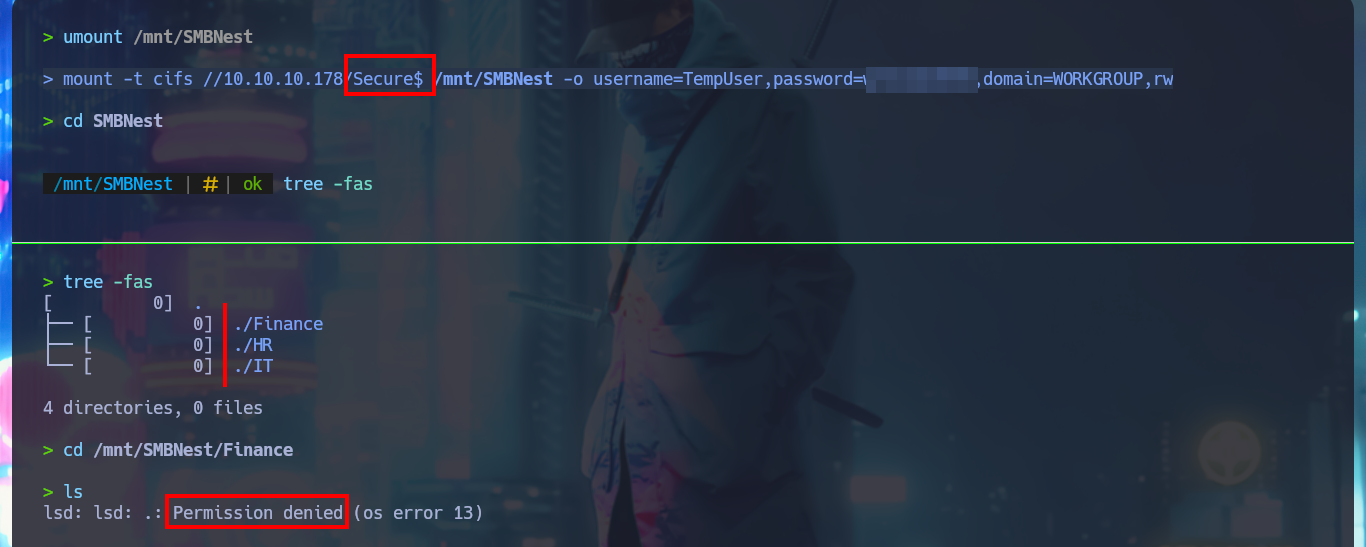 > umount /mnt/SMBNest
> mount -t cifs //10.10.10.178/Secure$ /mnt/SMBNest -o username=TempUser,password= ,domain=WORKGROUP,rw
> cd SMBNest
/mnt/SMBNest | # | ok tree -fas
> tree -fas
[ 0] .
├── [ 0] ./Finance
├── [ 0] ./HR
└── [ 0] ./IT
4 directories, 0 files
> cd /mnt/SMBNest/Finance
> ls
lsd: lsd: .: Permission denied (os error 13)